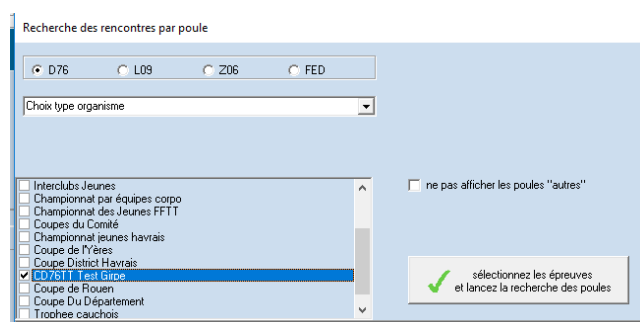 Recherche des rencontres par poule
D76 L09 Z06 FED
Choix type organisme
Interclubs Jeunes
Championnat par équipes corpo
Championnat des Jeunes FFTT
Coupes du Comité
Championnat jeunes havrais
Coupe de l'Yères
Coupe District Havrais
CD76TT Test Girpe
Coupe de Rouen
Coupe Du Département
Trophee cauchois
ne pas afficher les poules "autres"
sélectionnez les épreuves
et lancez la recherche des poules